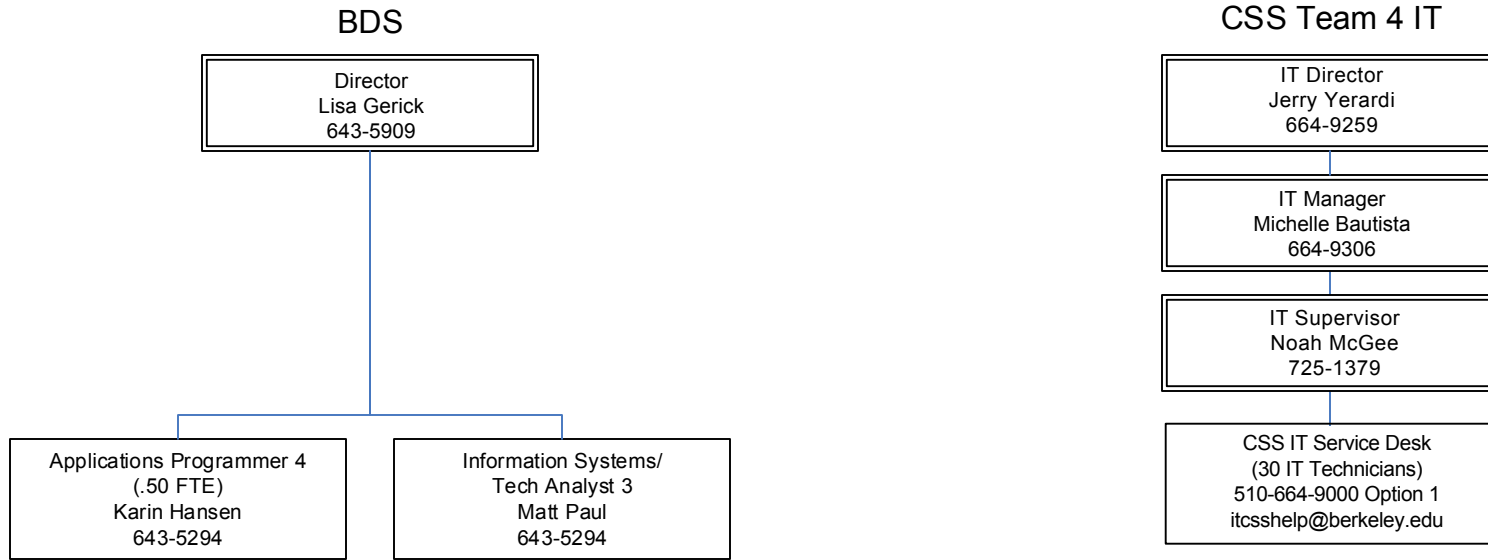 BDS
Director
Lisa Gerick
643-5909
Applications Programmer 4
(.50 FTE)
Karin Hansen
643-5294
Information Systems/
Tech Analyst 3
Matt Paul
643-5294
CSS Team 4 IT
IT Director
Jerry Yerardi
664-9259
IT Manager
Michelle Bautista
664-9306
IT Supervisor
Noah McGee
725-1379
CSS IT Service Desk
(30 IT Technicians)
510-664-9000 Option 1
itcsshelp@berkeley.edu